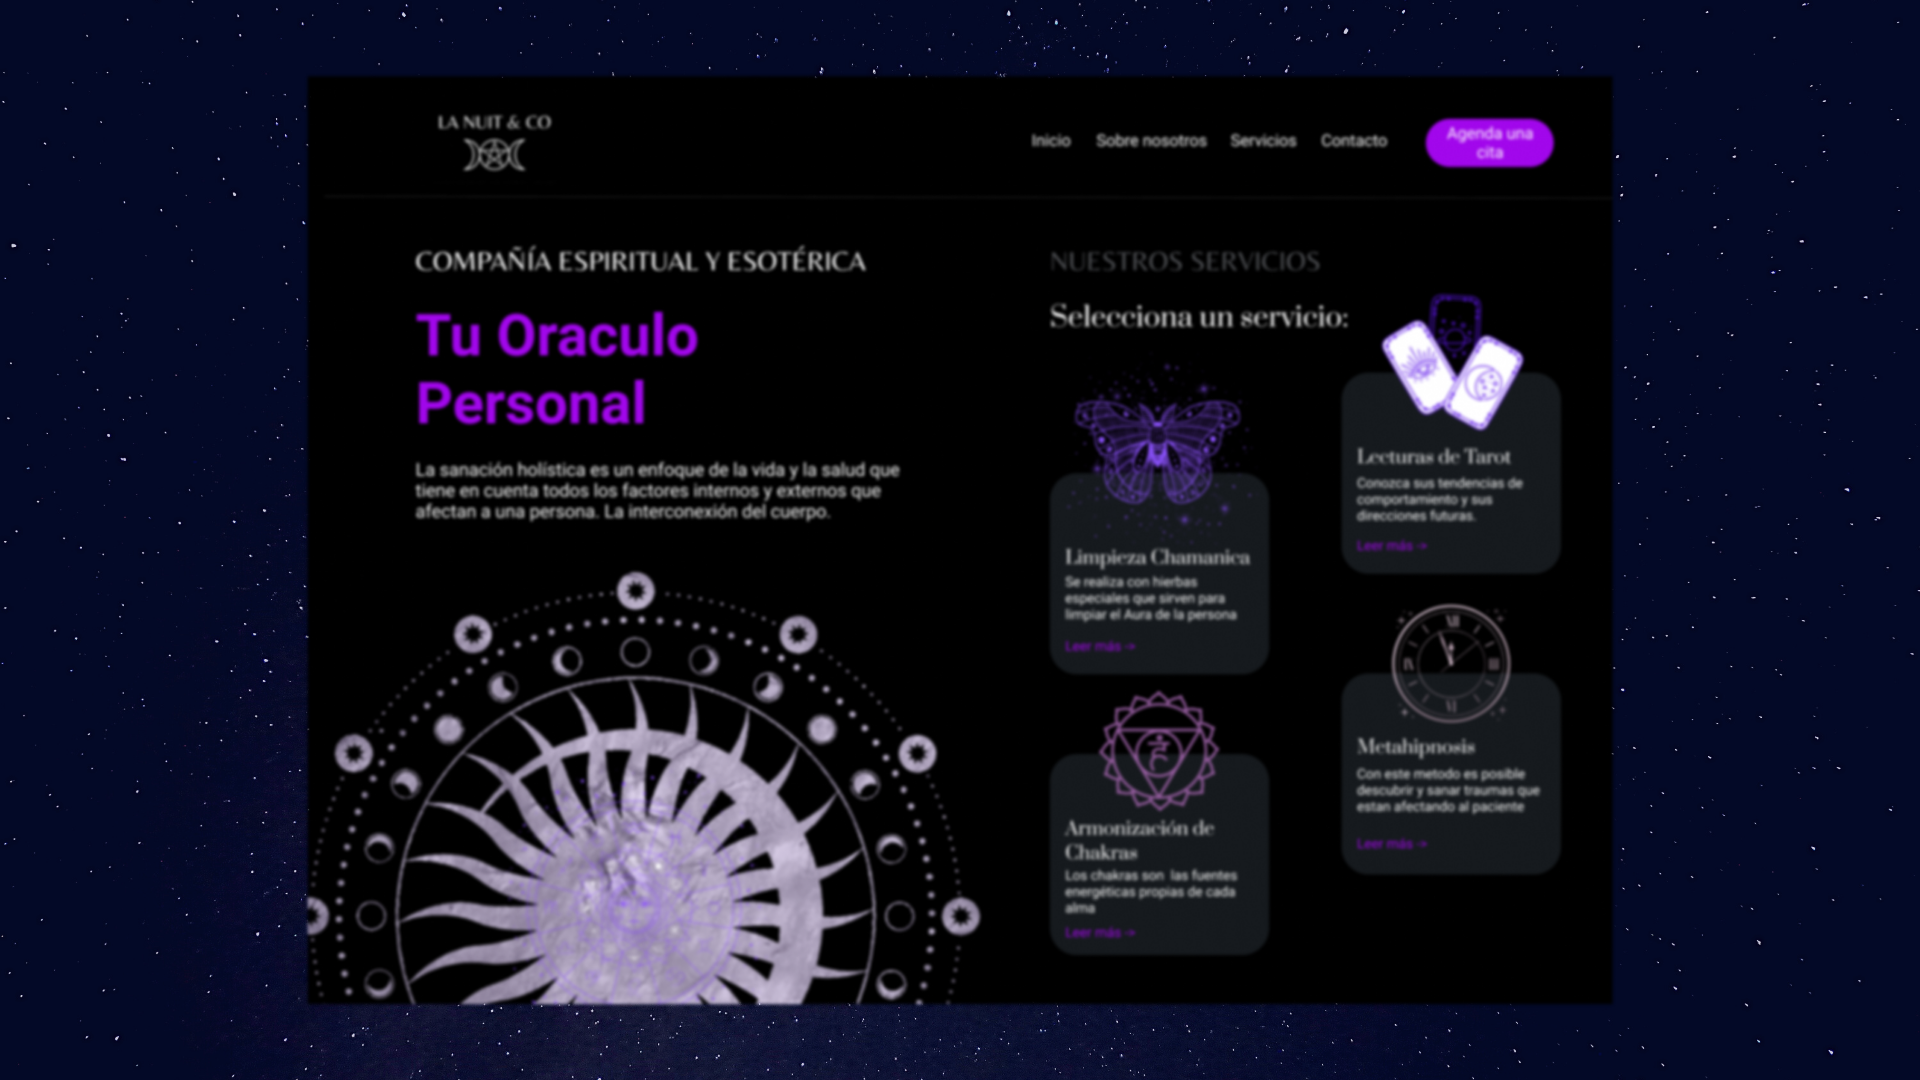 LA NUIT & CO
Inicio
Sobre nosotros
Servicios
Contacto
Agenda una
cita
COMPAÑÍA ESPIRITUAL Y ESOTÉRICA
Tu Oraculo
Personal
La sanación holística es un enfoque de la vida y la salud que
tiene en cuenta todos los factores internos y externos que
afectan a una persona. La interconexión del cuerpo.
NUESTROS SERVICIOS
Selecciona un servicio:
Limpieza Chamanica
Se realiza con hierbas
especiales que sirven para
limpiar el Aura de la persona
Leer más →
Lecturas de Tarot
Conozca sus tendencias de
comportamiento y sus
direcciones futuras.
Leer más →
Armonización de
Chakras
Los chakras son las fuentes
energéticas propias de cada
alma
Leer más →
Metahipnosis
Con este metodo es posible
descubrir y sanar traumas que
estan afectando al paciente
Leer más →